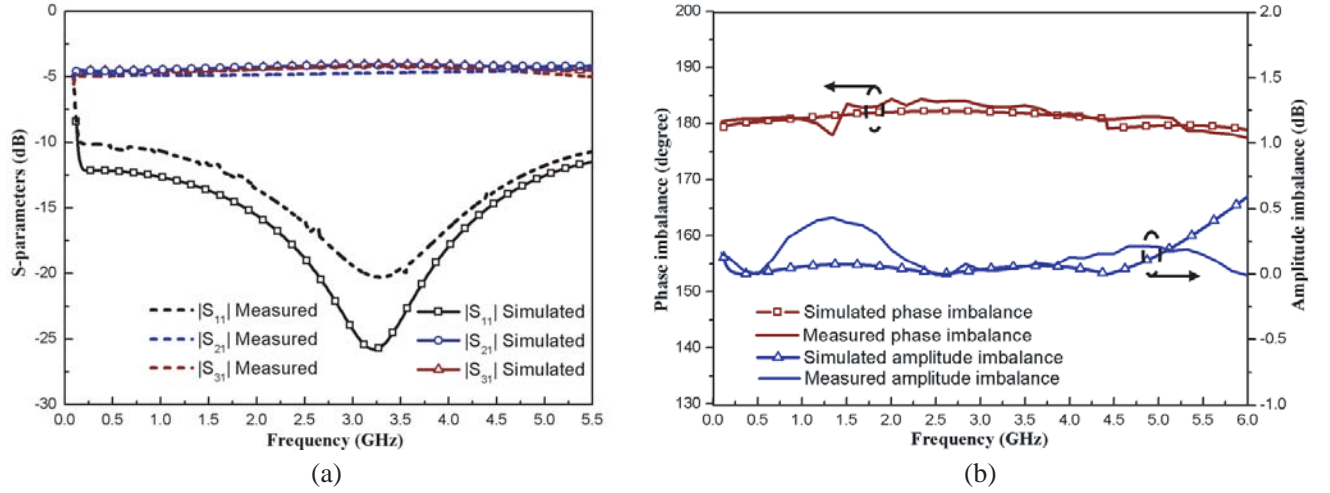 0
-5
-10
-15
-20
-25
-30
S-parameters (dB)
|S11| Measured
|S21| Measured
|S31| Measured
|S11| Simulated
|S21| Simulated
|S31| Simulated
0.0 0.5 1.0 1.5 2.0 2.5 3.0 3.5 4.0 4.5 5.0 5.5
Frequency (GHz)
(a)
200
190
180
170
160
150
140
130
Phase imbalance (degree)
Simulated phase imbalance
Measured phase imbalance
Simulated amplitude imbalance
Measured amplitude imbalance
2.0
1.5
1.0
0.5
0.0
-0.5
-1.0
Amplitude imbalance (dB)
0.0 0.5 1.0 1.5 2.0 2.5 3.0 3.5 4.0 4.5 5.0 5.5 6.0
Frequency (GHz)
(b)